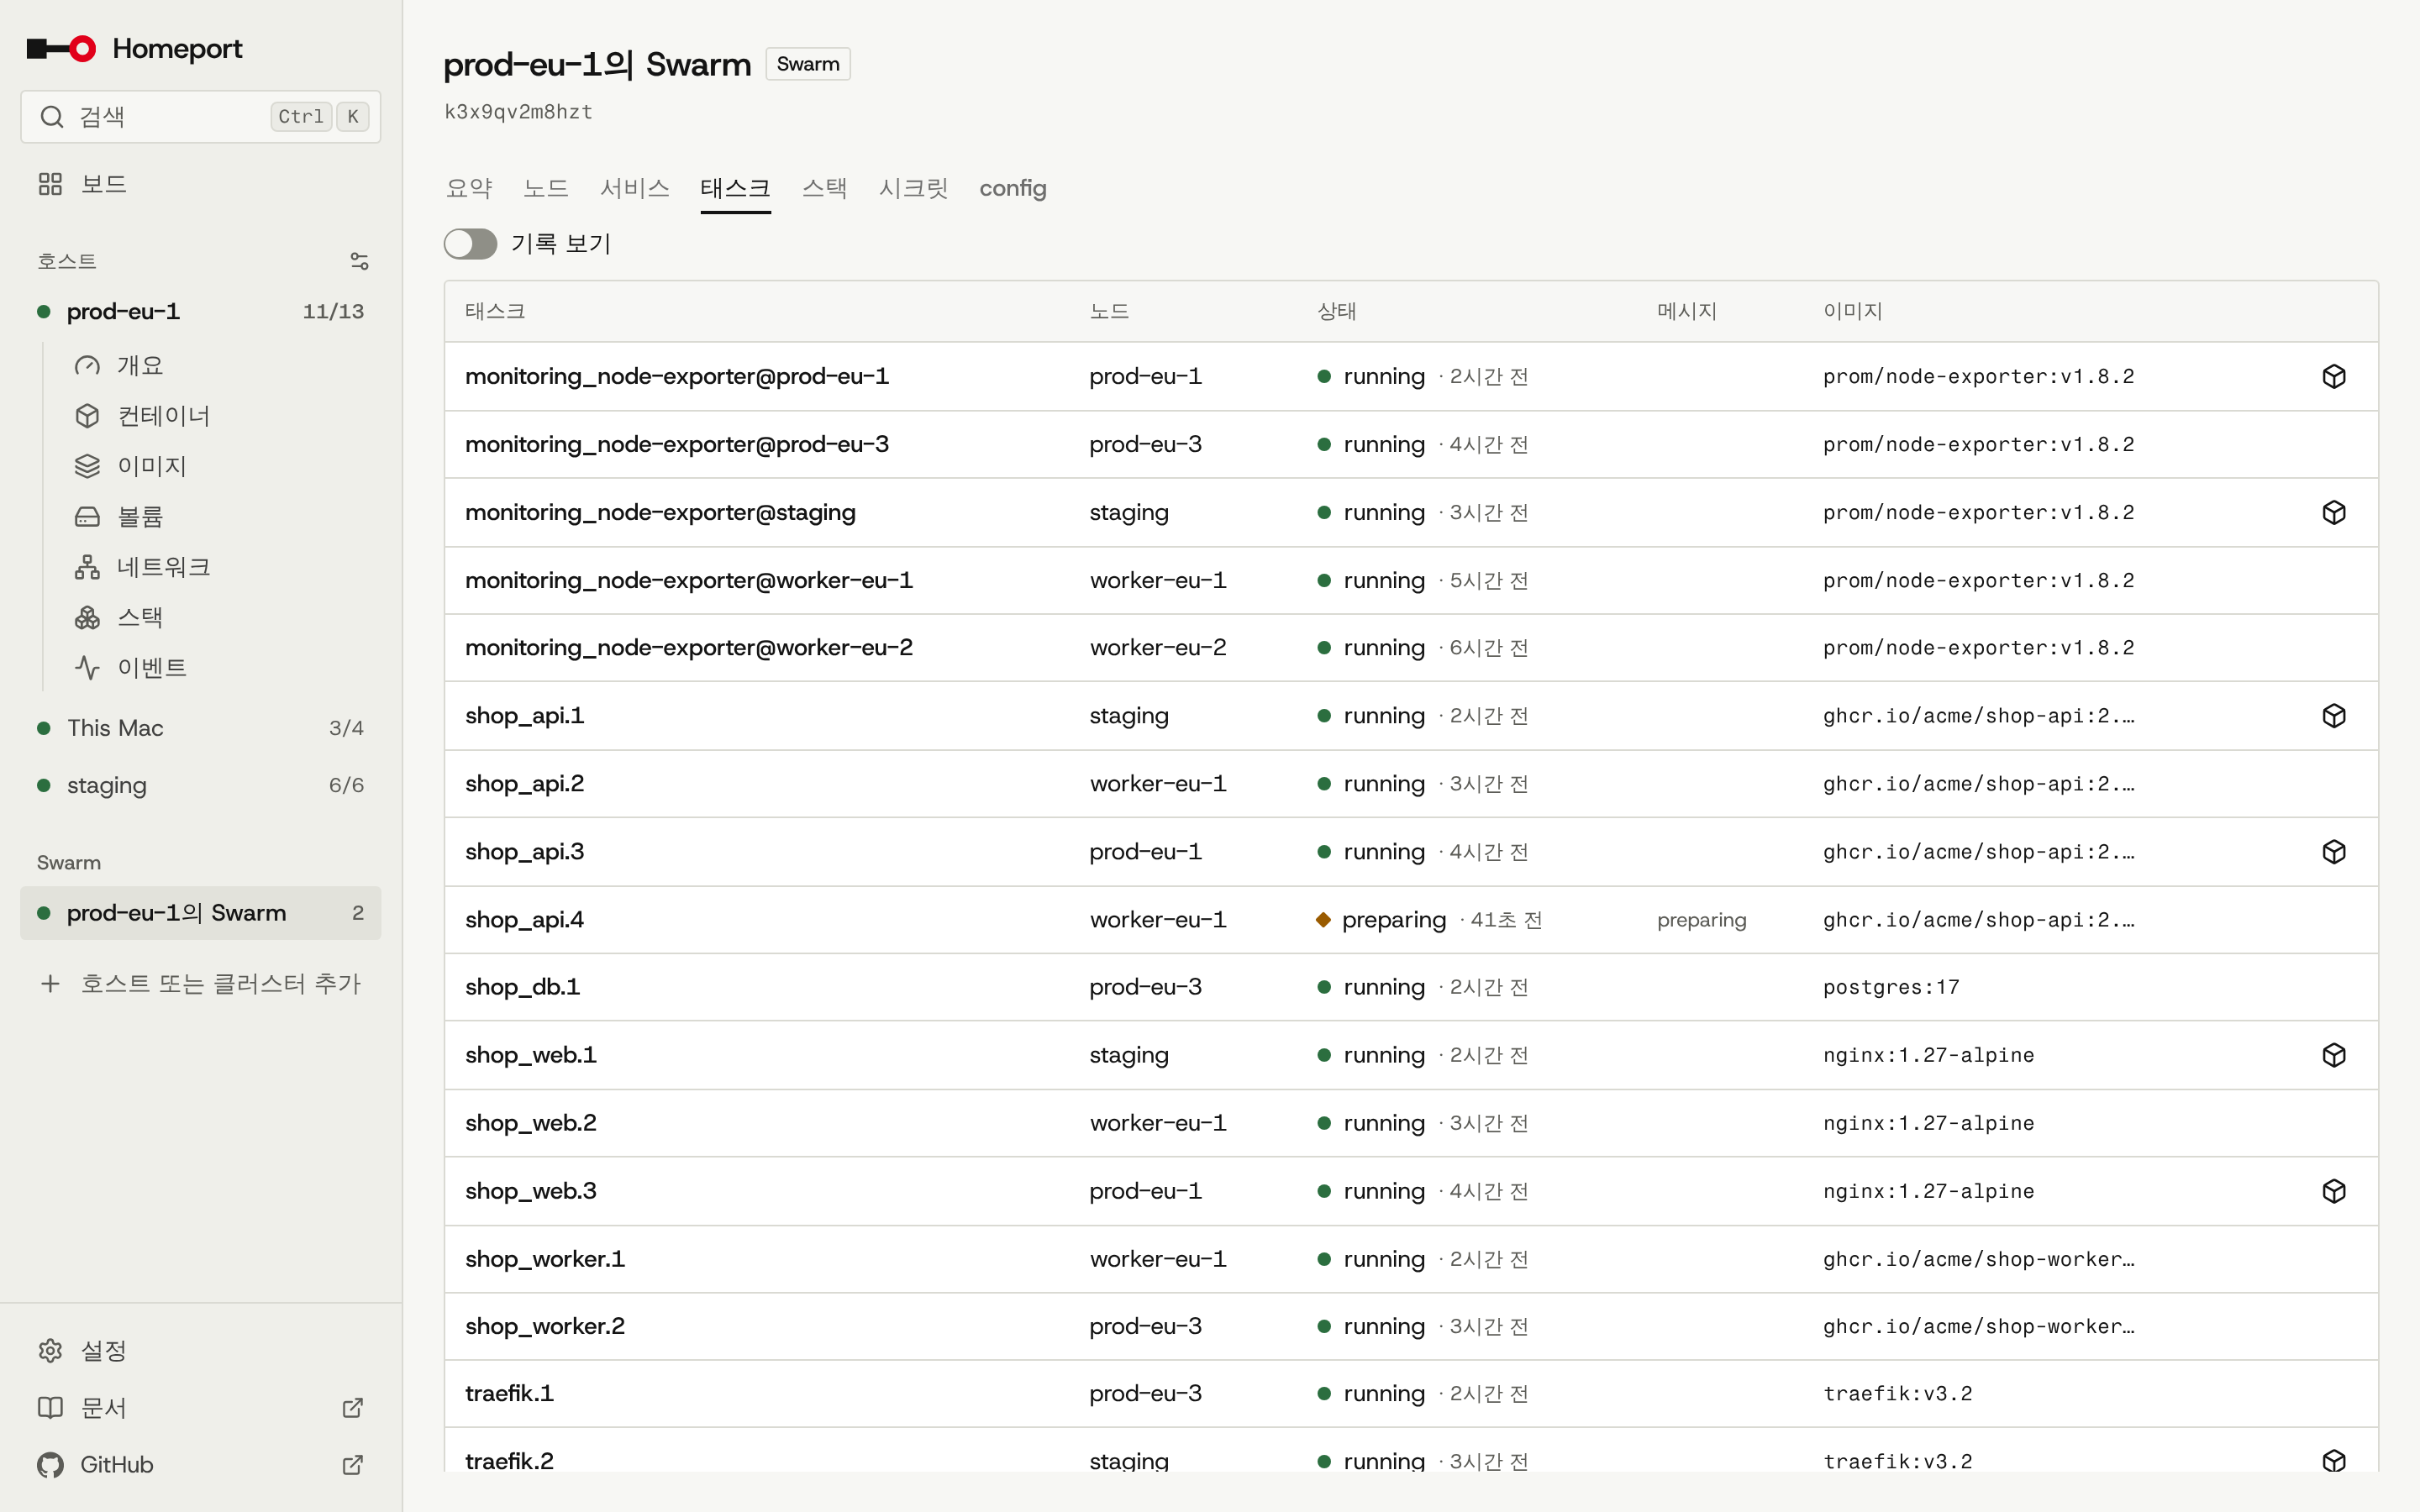 Homeport
검색 Ctrl K
보드
호스트
prod-eu-1 11/13
개요
컨테이너
이미지
볼륨
네트워크
스택
이벤트
This Mac 3/4
staging 6/6
Swarm
prod-eu-1의 Swarm 2
호스트 또는 클러스터 추가
설정
문서
GitHub
prod-eu-1의 Swarm Swarm
k3x9qv2m8hzt
요약 노드 서비스 태스크 스택 시크릿 config
기록 보기
태스크 노드 상태 메시지 이미지
monitoring_node-exporter@prod-eu-1 prod-eu-1 running · 2시간 전 prom/node-exporter:v1.8.2
monitoring_node-exporter@prod-eu-3 prod-eu-3 running · 4시간 전 prom/node-exporter:v1.8.2
monitoring_node-exporter@staging staging running · 3시간 전 prom/node-exporter:v1.8.2
monitoring_node-exporter@worker-eu-1 worker-eu-1 running · 5시간 전 prom/node-exporter:v1.8.2
monitoring_node-exporter@worker-eu-2 worker-eu-2 running · 6시간 전 prom/node-exporter:v1.8.2
shop_api.1 staging running · 2시간 전 ghcr.io/acme/shop-api:2.…
shop_api.2 worker-eu-1 running · 3시간 전 ghcr.io/acme/shop-api:2.…
shop_api.3 prod-eu-1 running · 4시간 전 ghcr.io/acme/shop-api:2.…
shop_api.4 worker-eu-1 preparing · 41초 전 preparing ghcr.io/acme/shop-api:2.…
shop_db.1 prod-eu-3 running · 2시간 전 postgres:17
shop_web.1 staging running · 2시간 전 nginx:1.27-alpine
shop_web.2 worker-eu-1 running · 3시간 전 nginx:1.27-alpine
shop_web.3 prod-eu-1 running · 4시간 전 nginx:1.27-alpine
shop_worker.1 worker-eu-1 running · 2시간 전 ghcr.io/acme/shop-worker…
shop_worker.2 prod-eu-3 running · 3시간 전 ghcr.io/acme/shop-worker…
traefik.1 prod-eu-3 running · 2시간 전 traefik:v3.2
traefik.2 staging running · 3시간 전 traefik:v3.2